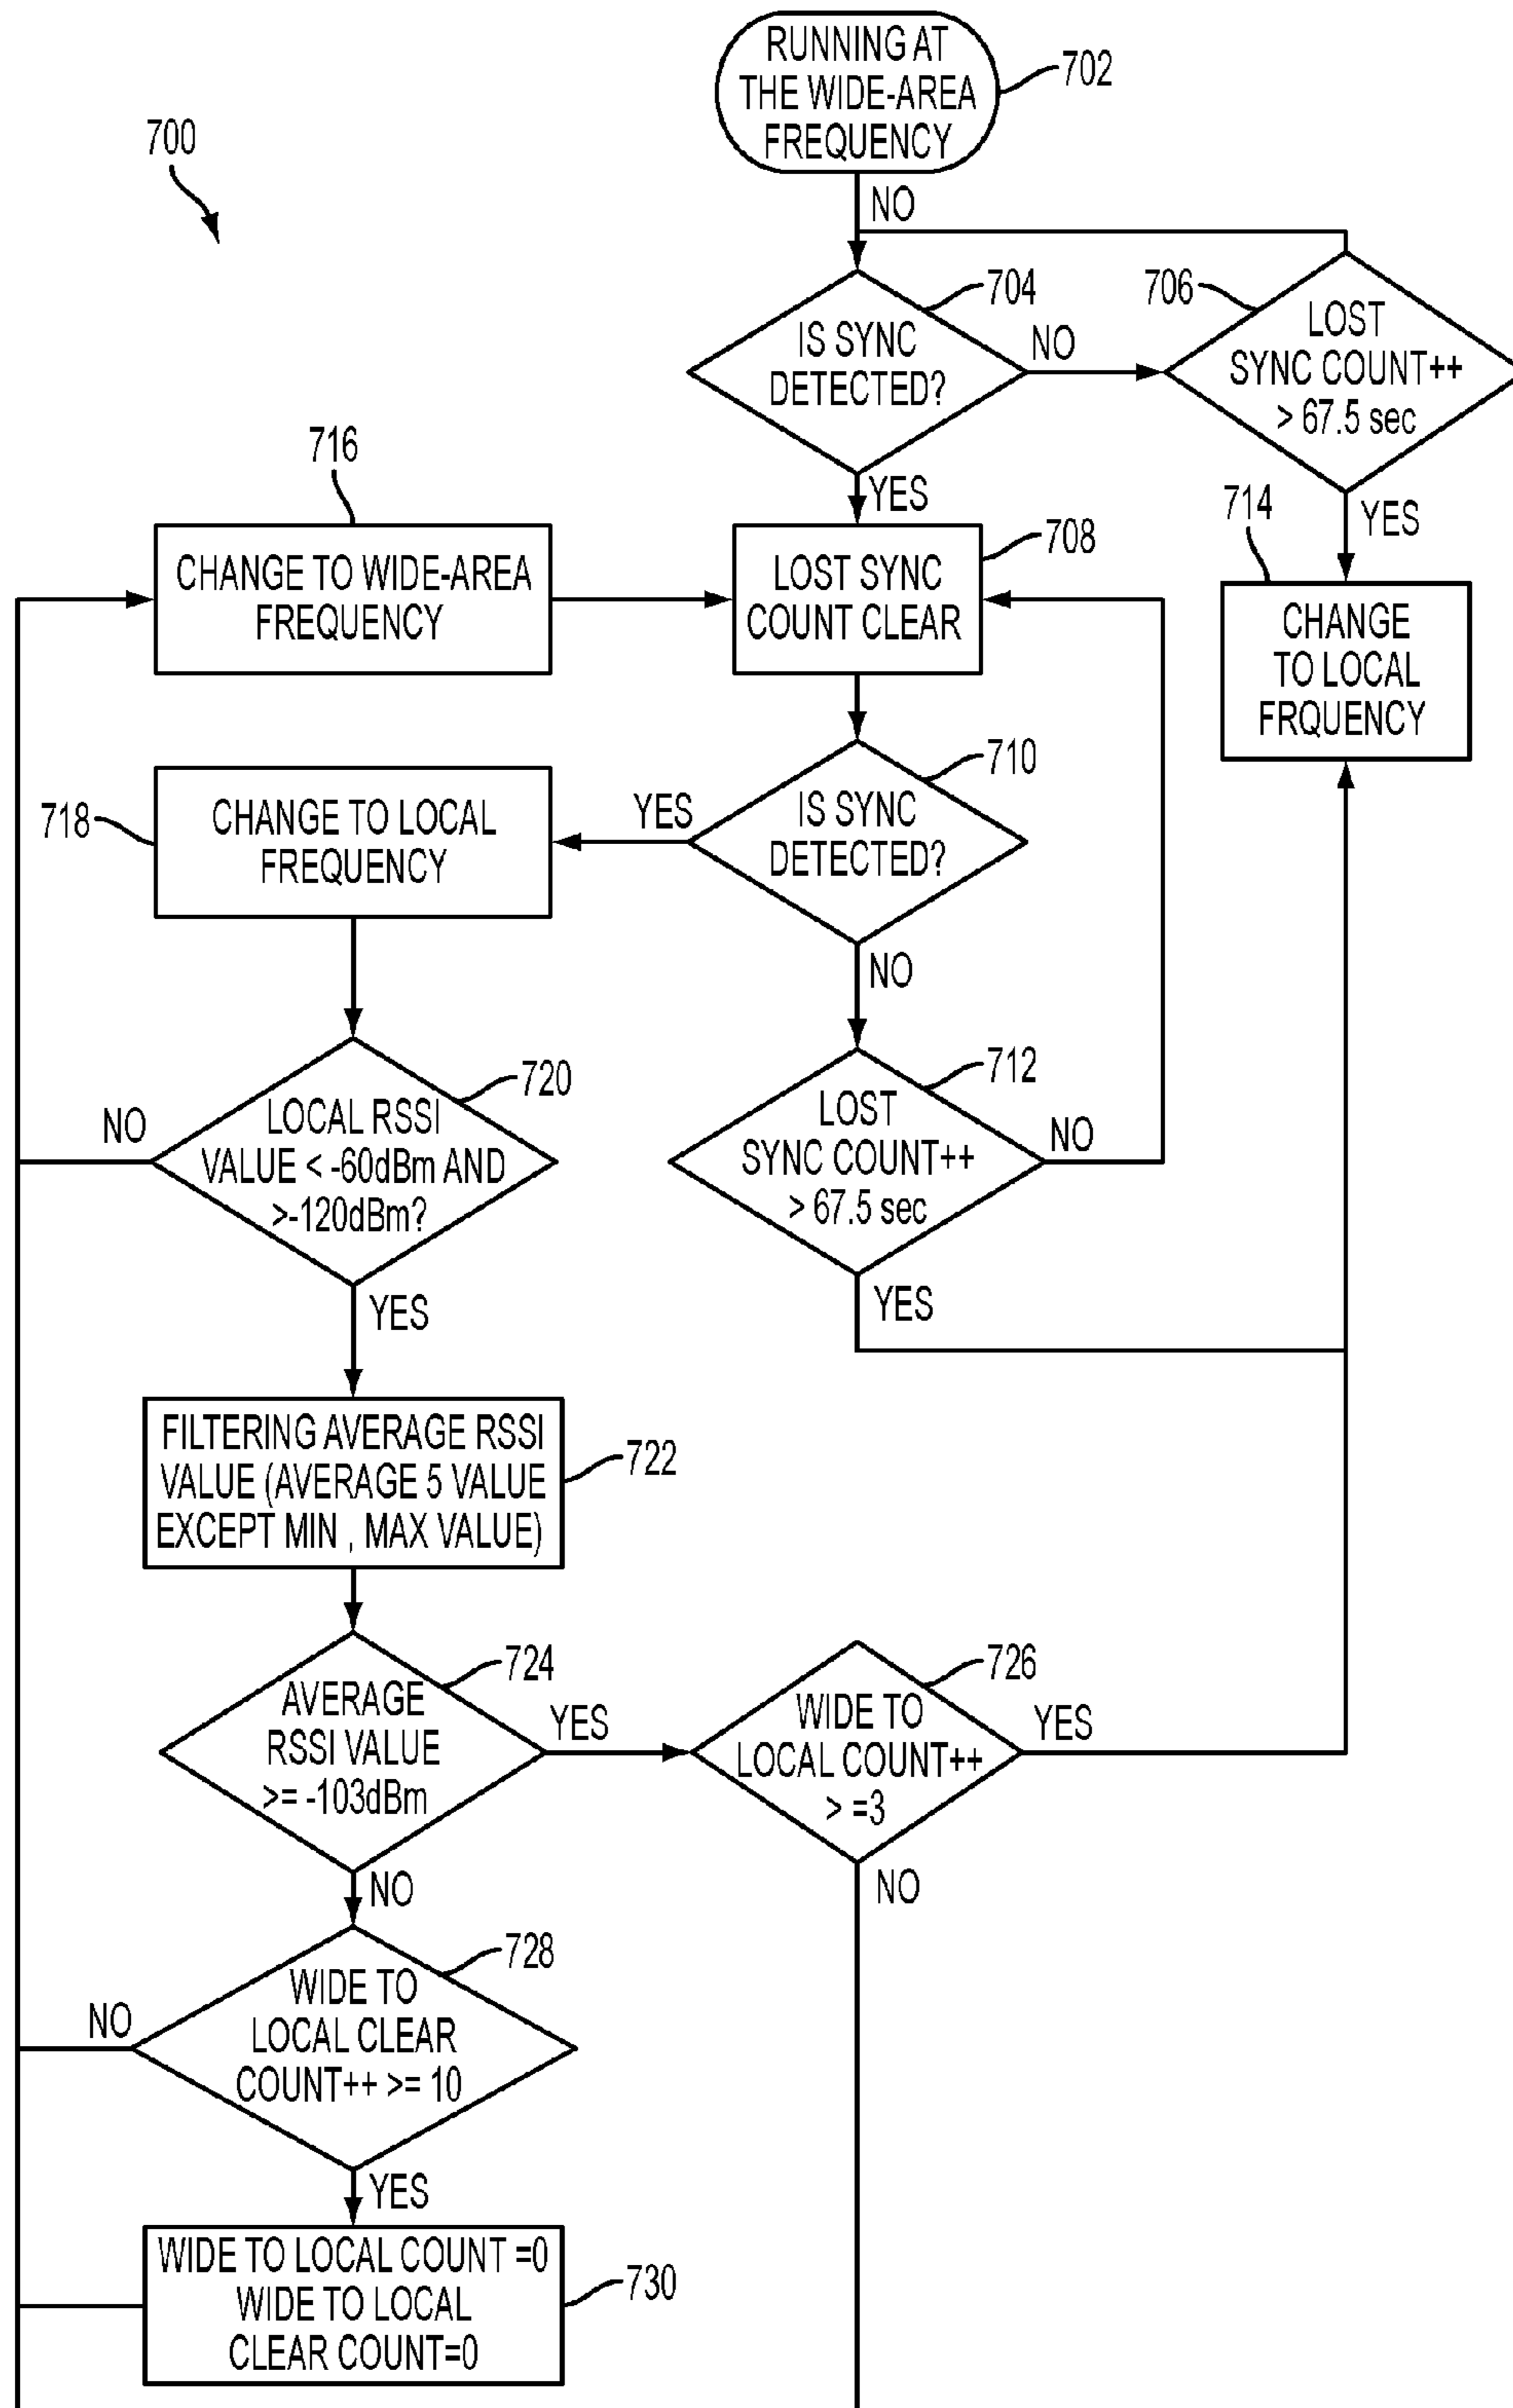 RUNNING AT
THE WIDE-AREA
FREQUENCY
702
700
NO
704
IS SYNC
DETECTED?
NO
706
LOST
SYNC COUNT++
> 67.5 sec
YES
YES
716
CHANGE TO WIDE-AREA
FREQUENCY
708
LOST SYNC
COUNT CLEAR
714
CHANGE
TO LOCAL
FRQUENCY
718
CHANGE TO LOCAL
FREQUENCY
YES
710
IS SYNC
DETECTED?
NO
720
LOCAL RSSI
VALUE < -60dBm AND
>-120dBm?
NO
YES
712
LOST
SYNC COUNT++
> 67.5 sec
NO
YES
FILTERING AVERAGE RSSI
VALUE (AVERAGE 5 VALUE
EXCEPT MIN , MAX VALUE)
722
724
AVERAGE
RSSI VALUE
>= -103dBm
YES
NO
726
WIDE TO
LOCAL COUNT++
> =3
YES
NO
728
WIDE TO
LOCAL CLEAR
COUNT++ >= 10
NO
YES
WIDE TO LOCAL COUNT =0
WIDE TO LOCAL
CLEAR COUNT=0
730